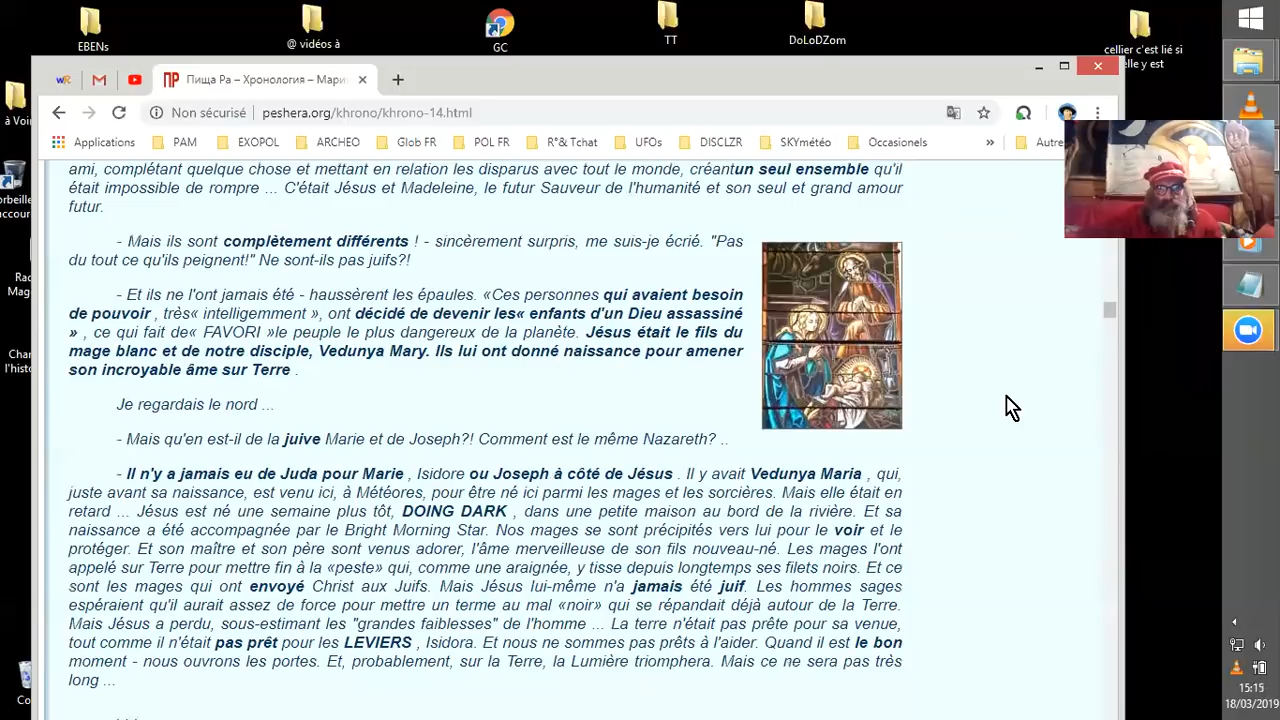 EBENs
@ vidéos à
GC
TT
DoLoDZom
cellier c'est lié si
elle y est
Пища Ра – Хронология – Мари
Non sécurisé
peshera.org/khrono/khrono-14.html
Applications
PAM
EXOPOL
ARCHEO
Glob FR
POL FR
R°& Tchat
UFOs
DISCLZR
SKYmétéo
Occasionels
»
Autre
à Voir
ami, complétant quelque chose et mettant en relation les disparus avec tout le monde, créantun seul ensemble qu'il
était impossible de rompre ... C'était Jésus et Madeleine, le futur Sauveur de l'humanité et son seul et grand amour
futur.
- Mais ils sont complètement différents ! - sincèrement surpris, me suis-je écrié. "Pas
du tout ce qu'ils peignent!" Ne sont-ils pas juifs?!
- Et ils ne l'ont jamais été - haussèrent les épaules. «Ces personnes qui avaient besoin
de pouvoir , très« intelligemment », ont décidé de devenir les« enfants d'un Dieu assassiné
» , ce qui fait de« FAVORI »le peuple le plus dangereux de la planète. Jésus était le fils du
mage blanc et de notre disciple, Vedunya Mary. Ils lui ont donné naissance pour amener
son incroyable âme sur Terre .
Je regardais le nord ...
- Mais qu'en est-il de la juive Marie et de Joseph?! Comment est le même Nazareth? ..
- Il n'y a jamais eu de Juda pour Marie , Isidore ou Joseph à côté de Jésus . Il y avait Vedunya Maria , qui,
juste avant sa naissance, est venu ici, à Météores, pour être né ici parmi les mages et les sorcières. Mais elle était en
retard ... Jésus est né une semaine plus tôt, DOING DARK , dans une petite maison au bord de la rivière. Et sa
naissance a été accompagnée par le Bright Morning Star. Nos mages se sont précipités vers lui pour le voir et le
protéger. Et son maître et son père sont venus adorer, l'âme merveilleuse de son fils nouveau-né. Les mages l'ont
appelé sur Terre pour mettre fin à la «peste» qui, comme une araignée, y tisse depuis longtemps ses filets noirs. Et ce
sont les mages qui ont envoyé Christ aux Juifs. Mais Jésus lui-même n'a jamais été juif. Les hommes sages
espéraient qu'il aurait assez de force pour mettre un terme au mal «noir» qui se répandait déjà autour de la Terre.
Mais Jésus a perdu, sous-estimant les "grandes faiblesses" de l'homme ... La terre n'était pas prête pour sa venue,
tout comme il n'était pas prêt pour les LEVIERS , Isidora. Et nous ne sommes pas prêts à l'aider. Quand il est le bon
moment - nous ouvrons les portes. Et, probablement, sur la Terre, la Lumière triomphera. Mais ce ne sera pas très
long ...
15:15
18/03/2019